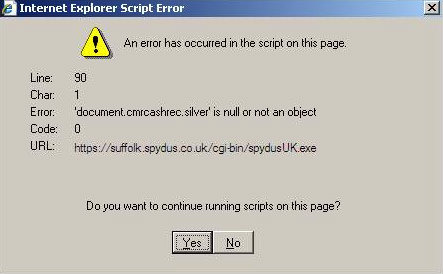 Internet Explorer Script Error
An error has occurred in the script on this page.
Line: 90
Char: 1
Error: 'document.cmrcashrec.silver' is null or not an object
Code: 0
URL: https://suffolk.spydus.co.uk/cgi-bin/spydusUK.exe
Do you want to continue running scripts on this page?
Yes No